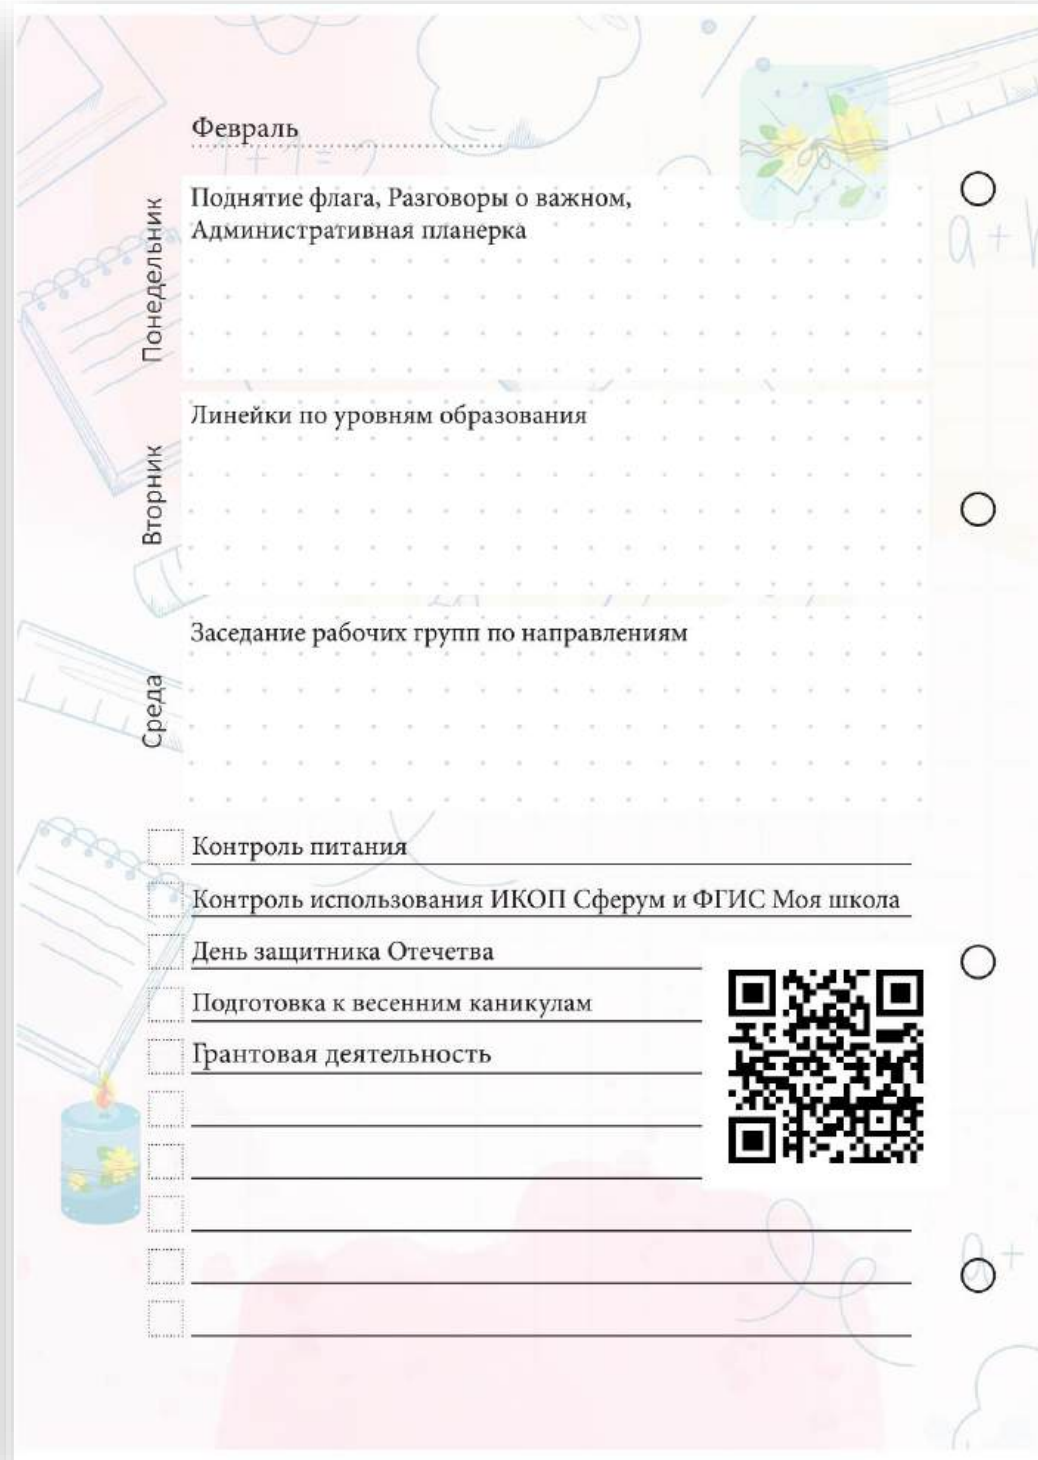 Февраль
Понедельник
Поднятие флага, Разговоры о важном,
Административная планерка
Вторник
Линейки по уровням образования
Среда
Заседание рабочих групп по направлениям
Контроль питания
Контроль использования ИКОП Сферум и ФГИС Моя школа
День защитника Отечетва
Подготовка к весенним каникулам
Грантовая деятельность